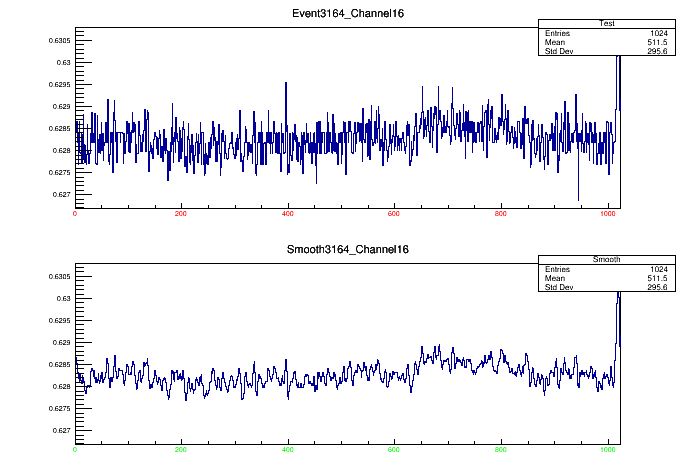 Event3164_Channel16
Test
Entries 1024
Mean 511.5
Std Dev 295.6
0.6305
0.63
0.6295
0.629
0.6285
0.628
0.6275
0.627
0 200 400 600 800 1000
Smooth3164_Channel16
Smooth
Entries 1024
Mean 511.5
Std Dev 295.6
0.6305
0.63
0.6295
0.629
0.6285
0.628
0.6275
0.627
0 200 400 600 800 1000